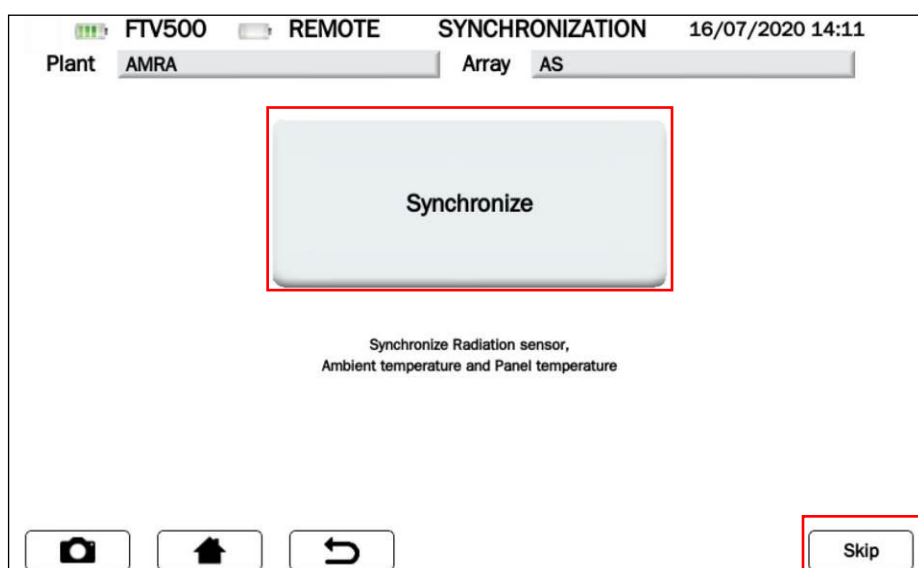 FTV500 REMOTE SYNCHRONIZATION 16/07/2020 14:11
Plant AMRA Array AS
Synchronize
Synchronize Radiation sensor,
Ambient temperature and Panel temperature
Skip